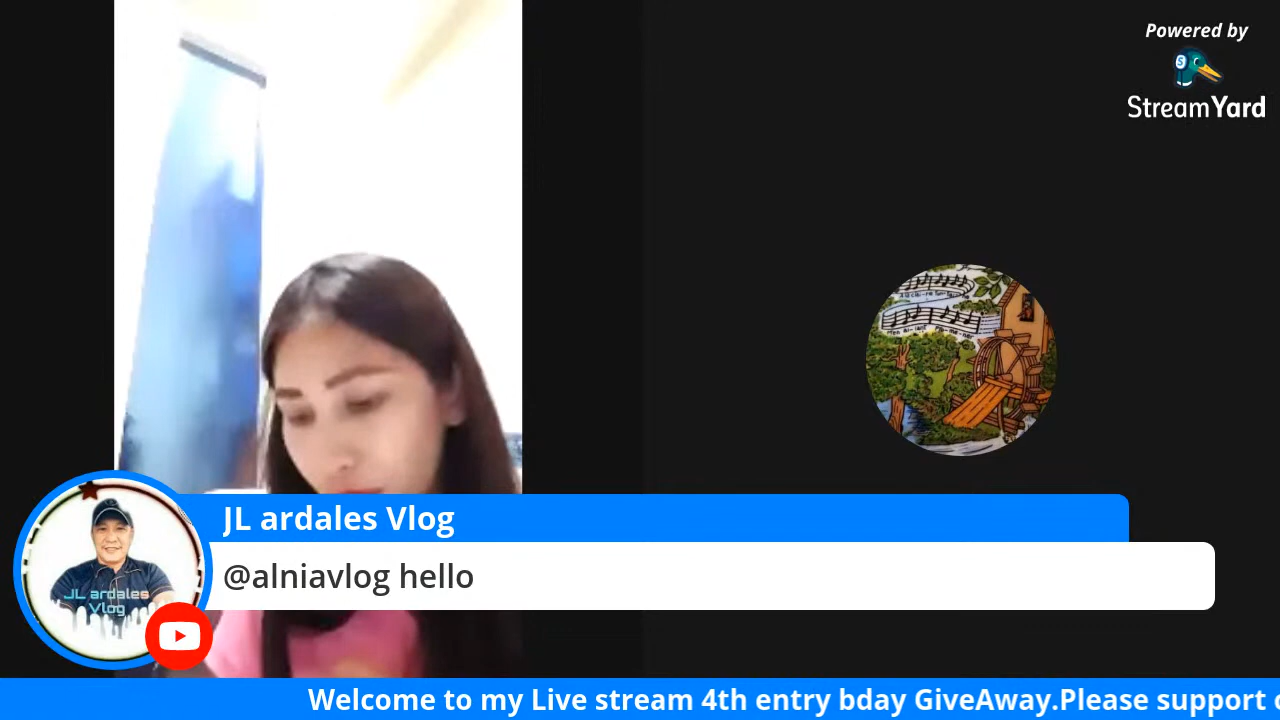 Powered by
StreamYard
JL ardales Vlog
@alniavlog hello
JL ardales
Vlog
Welcome to my Live stream 4th entry bday GiveAway.Please support